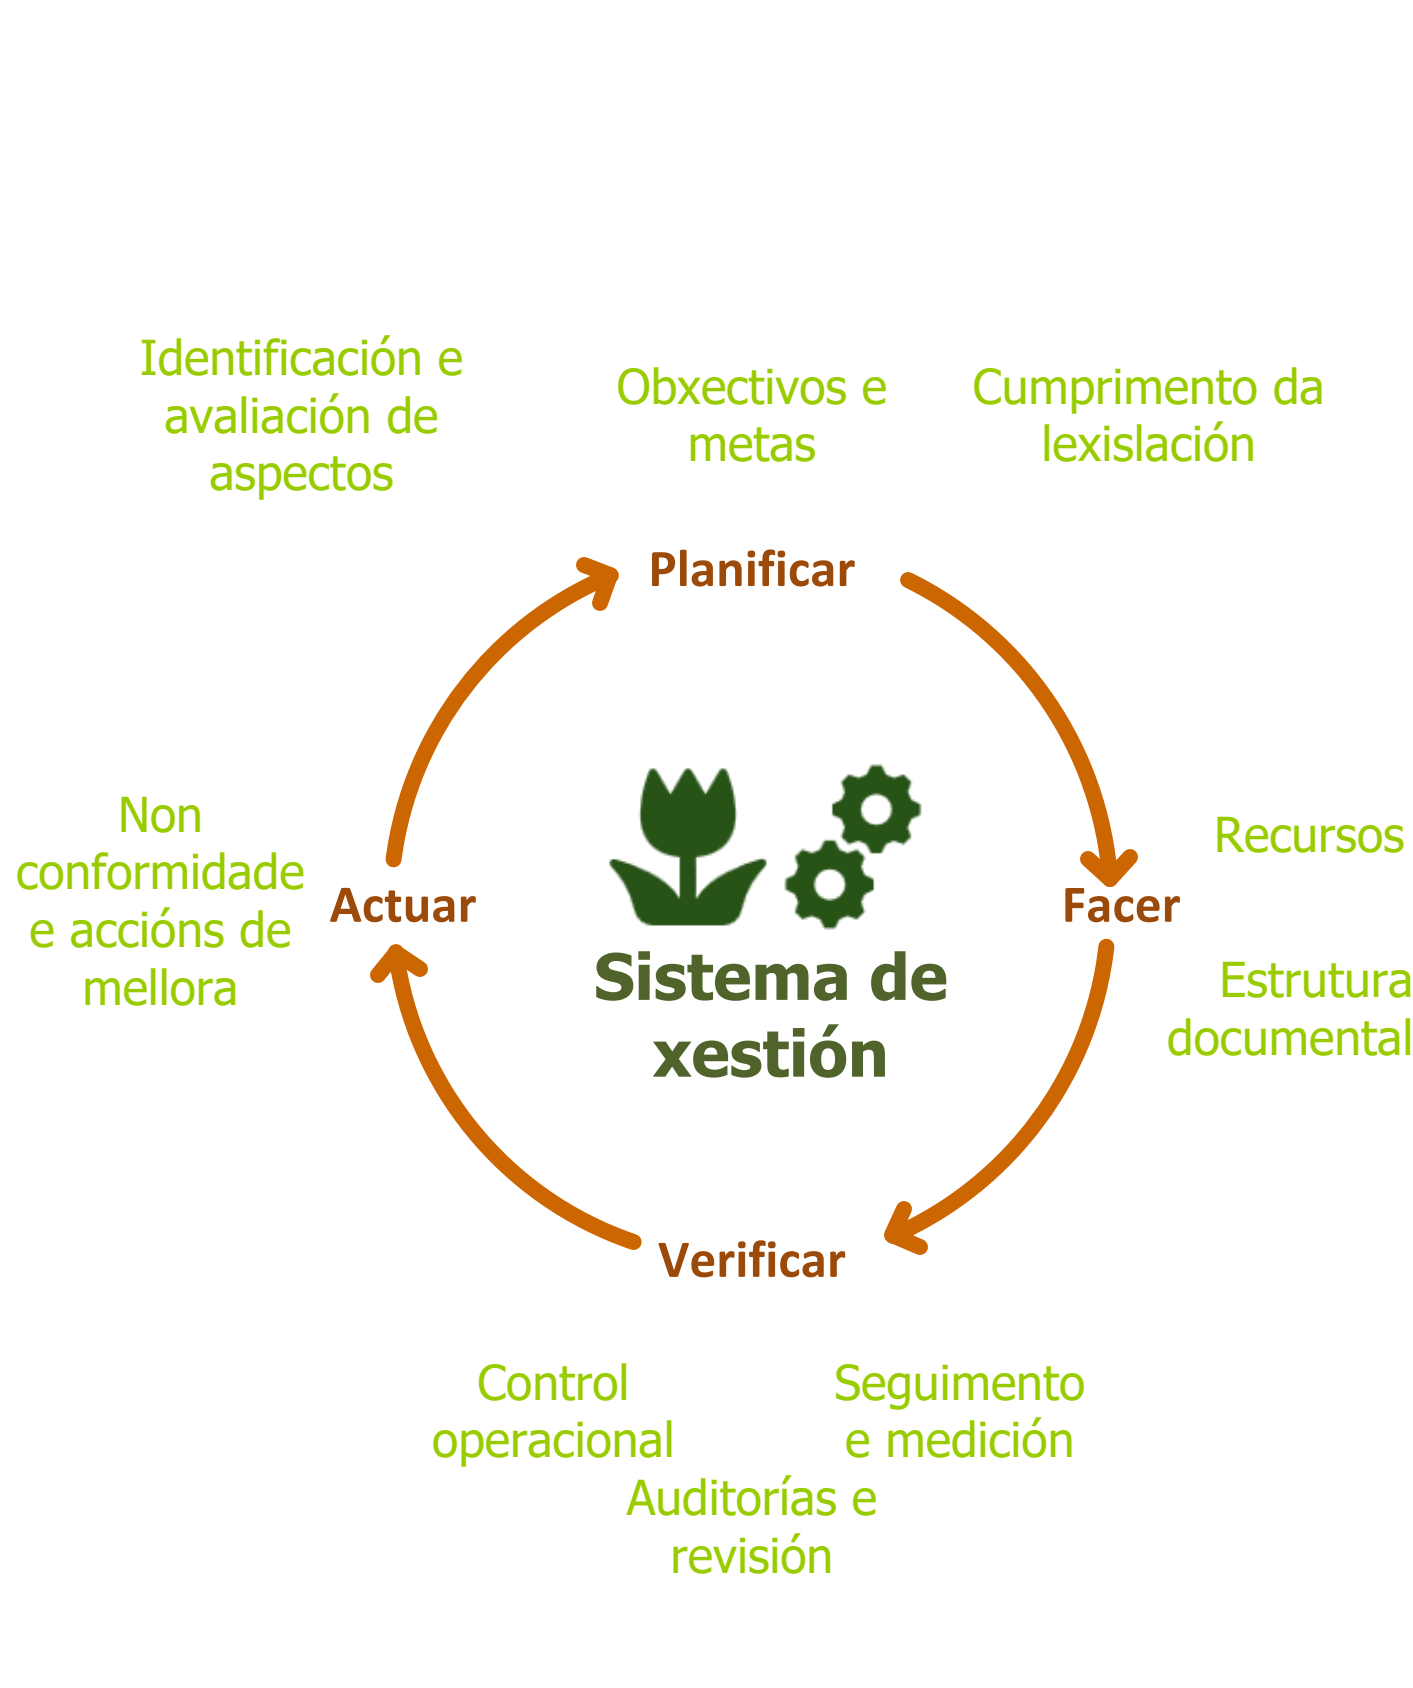 Identificación e
avaliación de
aspectos
Obxectivos e
metas
Cumprimento da
lexislación
Planificar
Non
conformidade
e accións de
mellora
Actuar
Sistema de
xestión
Facer
Recursos
Estrutura
documental
Verificar
Control
operacional
Seguimento
e medición
Auditorías e
revisión